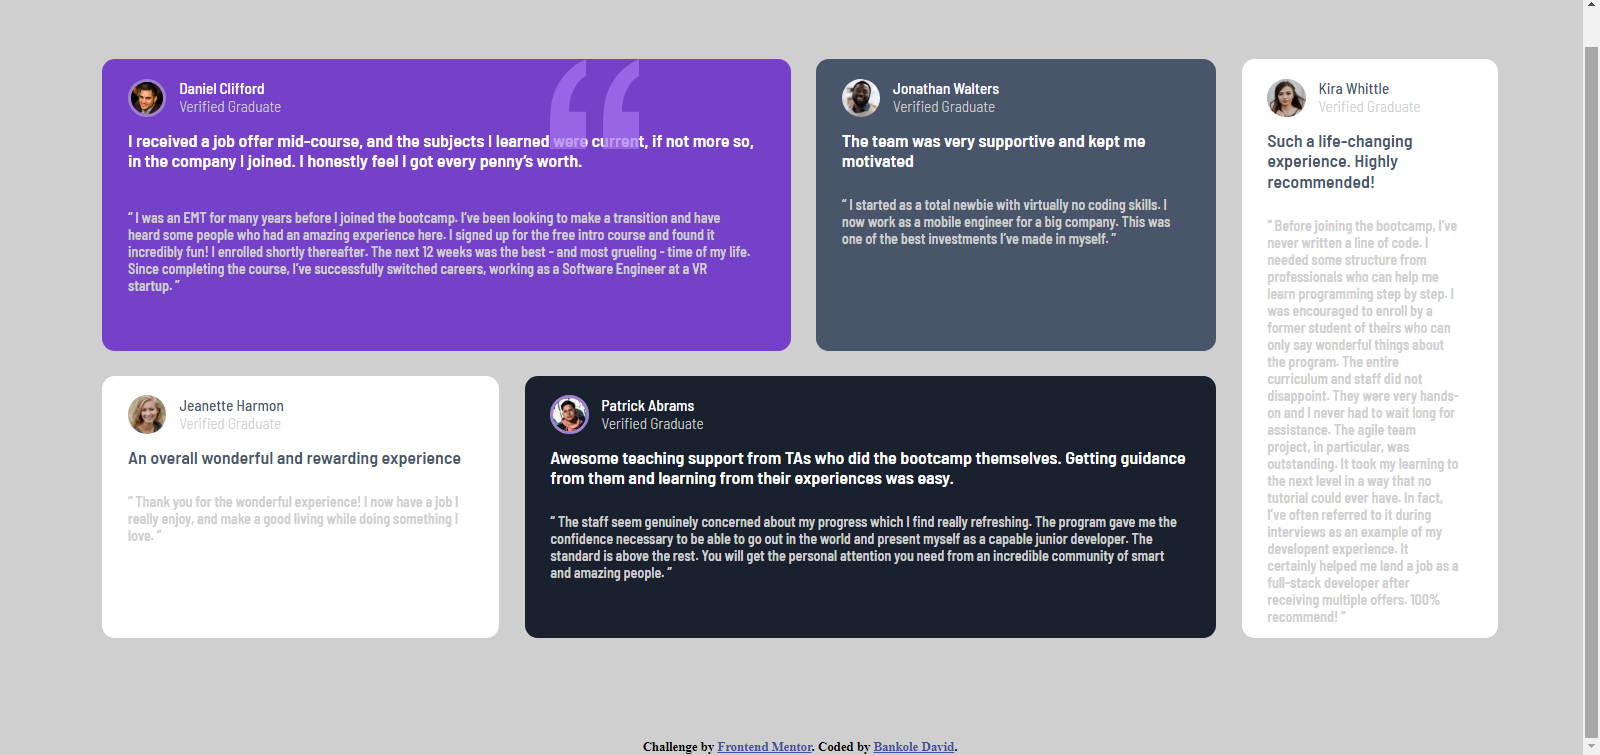 Daniel Clifford
Verified Graduate
I received a job offer mid-course, and the subjects I learned were current, if not more so,
in the company I joined. I honestly feel I got every penny’s worth.
“ I was an EMT for many years before I joined the bootcamp. I’ve been looking to make a transition and have
heard some people who had an amazing experience here. I signed up for the free intro course and found it
incredibly fun! I enrolled shortly thereafter. The next 12 weeks was the best - and most grueling - time of my life.
Since completing the course, I’ve successfully switched careers, working as a Software Engineer at a VR
startup. ”
Jonathan Walters
Verified Graduate
The team was very supportive and kept me
motivated
“ I started as a total newbie with virtually no coding skills. I
now work as a mobile engineer for a big company. This was
one of the best investments I’ve made in myself. ”
Kira Whittle
Verified Graduate
Such a life-changing
experience. Highly
recommended!
“ Before joining the bootcamp, I’ve
never written a line of code. I
needed some structure from
professionals who can help me
learn programming step by step. I
was encouraged to enroll by a
former student of theirs who can
only say wonderful things about
the program. The entire
curriculum and staff did not
disappoint. They were very hands-
on and I never had to wait long for
assistance. The agile team
project, in particular, was
outstanding. It took my learning to
the next level in a way that no
tutorial could ever have. In fact,
I’ve often referred to it during
interviews as an example of my
developent experience. It
certainly helped me land a job as a
full-stack developer after
receiving multiple offers. 100%
recommend! ”
Jeanette Harmon
Verified Graduate
An overall wonderful and rewarding experience
“ Thank you for the wonderful experience! I now have a job I
really enjoy, and make a good living while doing something I
love. ”
Patrick Abrams
Verified Graduate
Awesome teaching support from TAs who did the bootcamp themselves. Getting guidance
from them and learning from their experiences was easy.
“ The staff seem genuinely concerned about my progress which I find really refreshing. The program gave me the
confidence necessary to be able to go out in the world and present myself as a capable junior developer. The
standard is above the rest. You will get the personal attention you need from an incredible community of smart
and amazing people. ”
Challenge by Frontend Mentor. Coded by Bankole David.